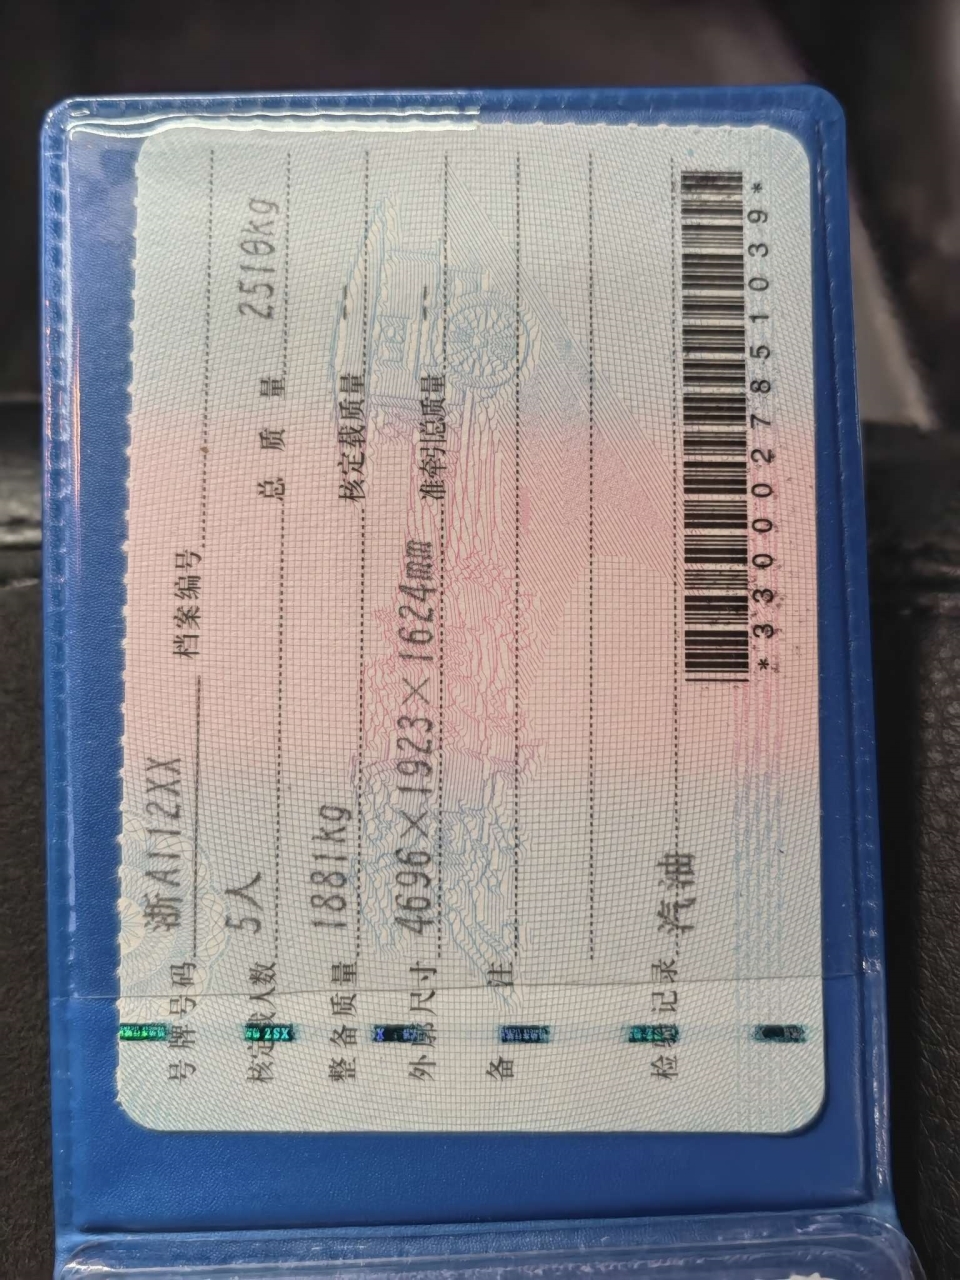 号牌号码 浙A112XX 档案编号
核定载人数 5人 总质量 2510kg
整备质量 1881kg 核定载质量 --
外廓尺寸 4696×1923×1624mm 准牵引总质量 --
备注
检验记录 汽油
*3300027851039*